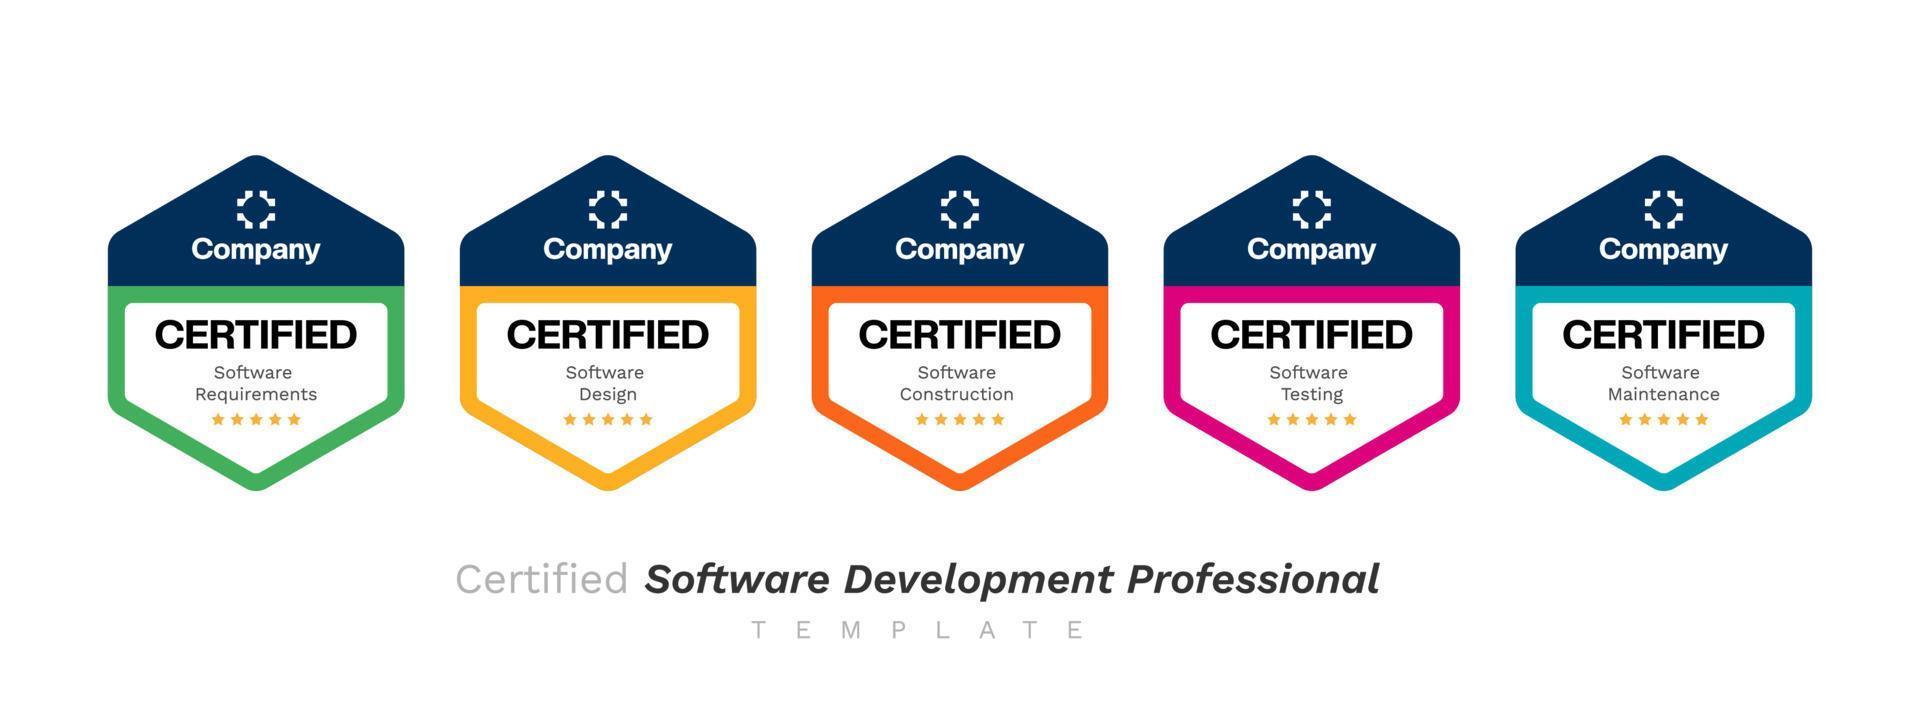 Company
CERTIFIED
Software
Requirements
Company
CERTIFIED
Software
Design
Company
CERTIFIED
Software
Construction
Company
CERTIFIED
Software
Testing
Company
CERTIFIED
Software
Maintenance
Certified Software Development Professional
TEMPLATE